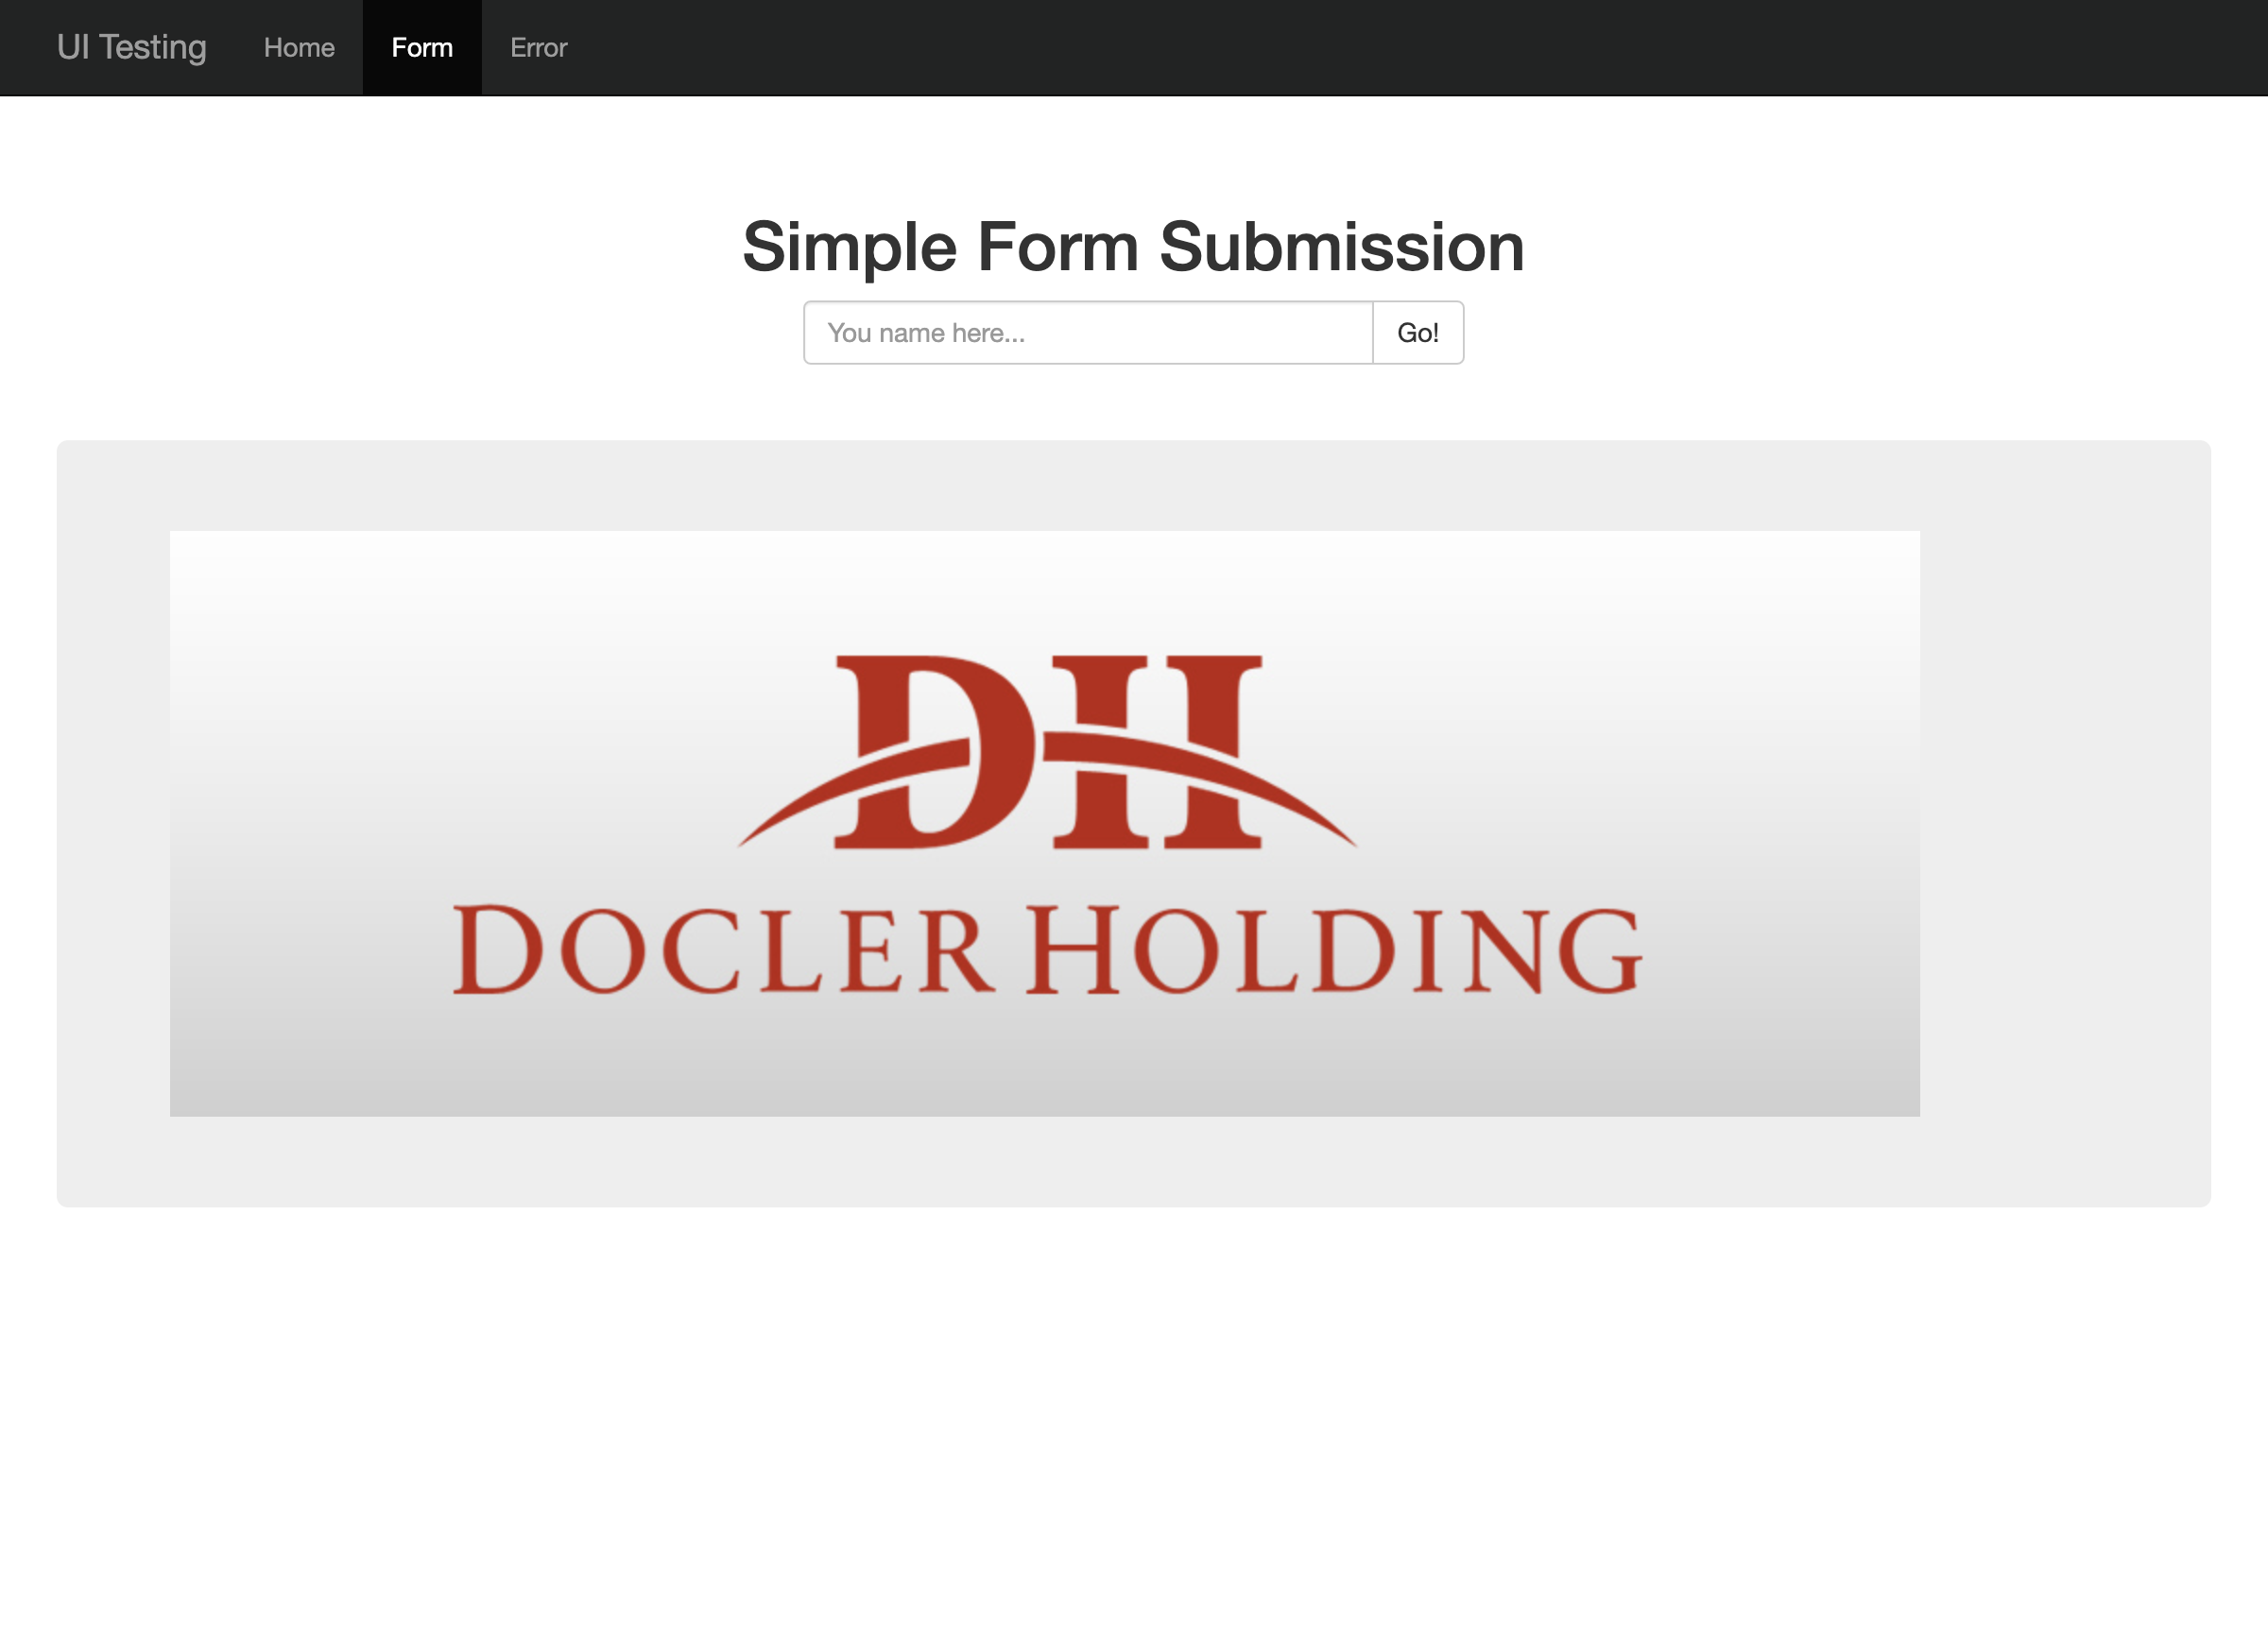 UI Testing Home Form Error
Simple Form Submission
You name here... Go!
DH
DOCLER HOLDING